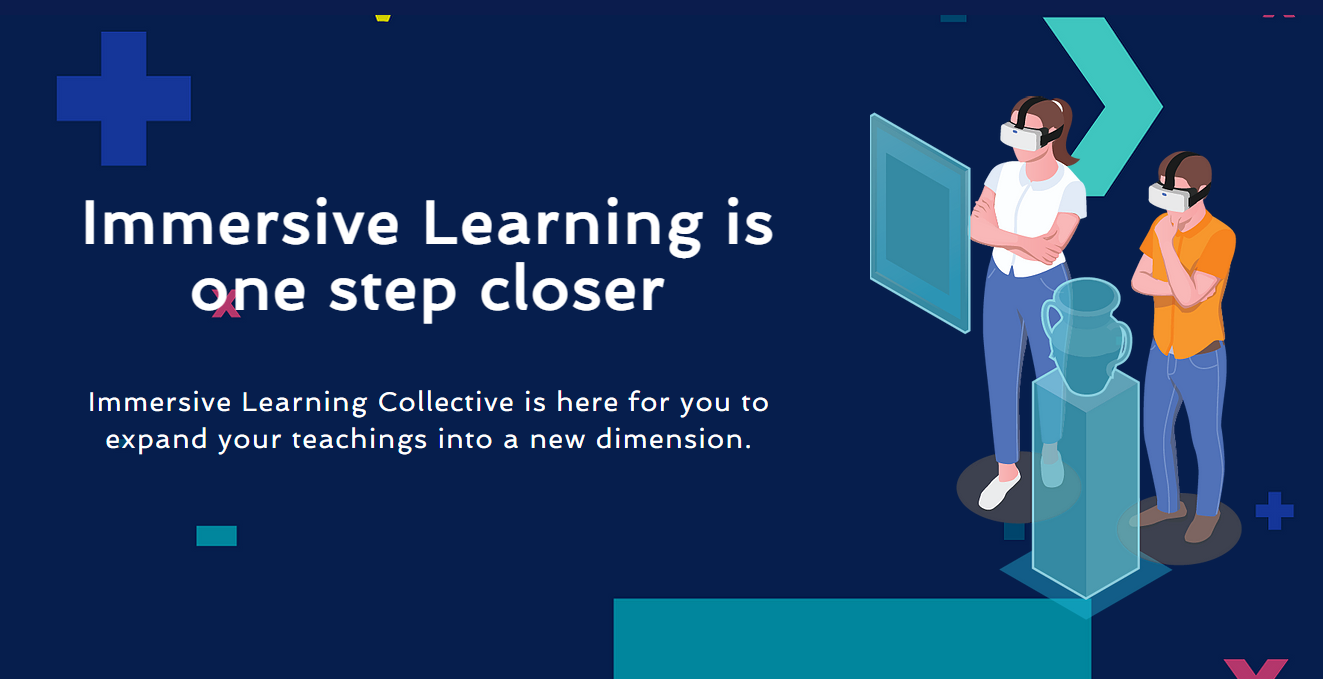 Immersive Learning is
one step closer
Immersive Learning Collective is here for you to
expand your teachings into a new dimension.